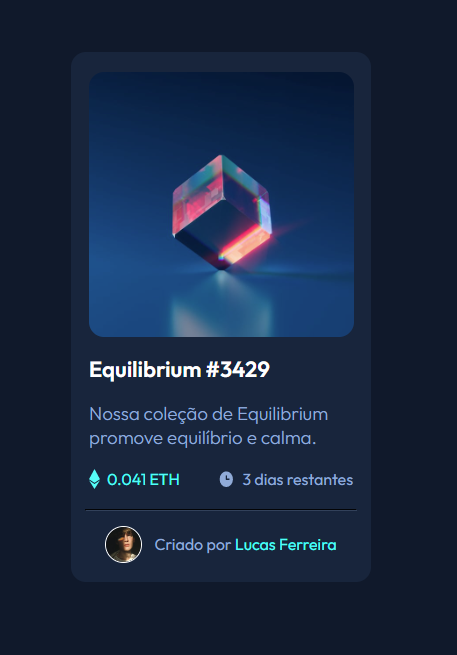 Equilibrium #3429
Nossa coleção de Equilibrium
promove equilíbrio e calma.
0.041 ETH
3 dias restantes
Criado por Lucas Ferreira